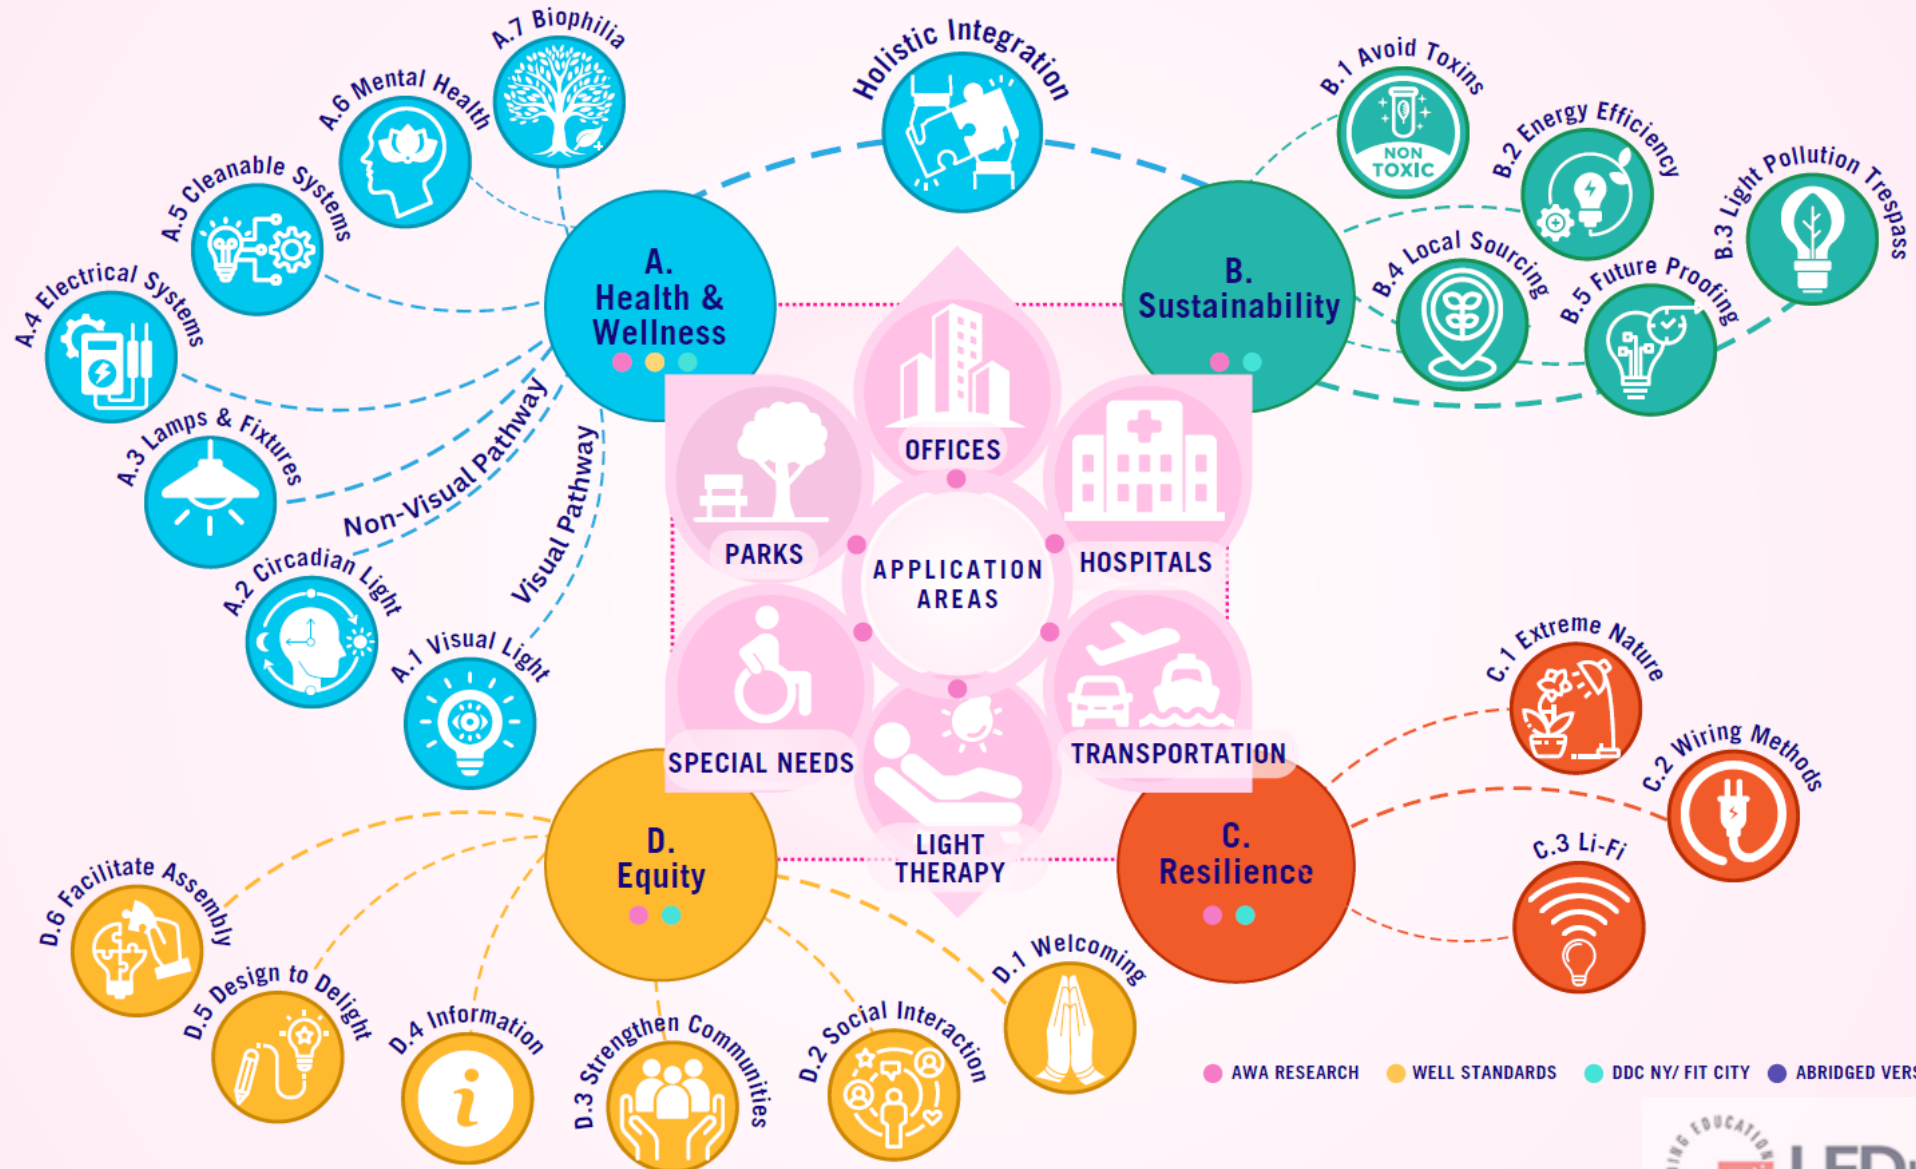 A.7 Biophilia
A.6 Mental Health
A.5 Cleanable Systems
A.4 Electrical Systems
A.3 Lamps & Fixtures
A.2 Circadian Light
A.1 Visual Light
Non-Visual Pathway
Visual Pathway
A.
Health &
Wellness
Holistic Integration
B.
Sustainability
B.1 Avoid Toxins
NON
TOXIC
B.2 Energy Efficiency
B.3 Light Pollution Trespass
B.4 Local Sourcing
B.5 Future Proofing
OFFICES
PARKS
HOSPITALS
APPLICATION
AREAS
SPECIAL NEEDS
TRANSPORTATION
LIGHT
THERAPY
C.
Resilience
C.1 Extreme Nature
C.2 Wiring Methods
C.3 Li-Fi
D.
Equity
D.6 Facilitate Assembly
D.5 Design to Delight
D.4 Information
i
D.3 Strengthen Communities
D.2 Social Interaction
D.1 Welcoming
AWA RESEARCH
WELL STANDARDS
DDC NY/ FIT CITY
ABRIDGED VERS
EDUCATION